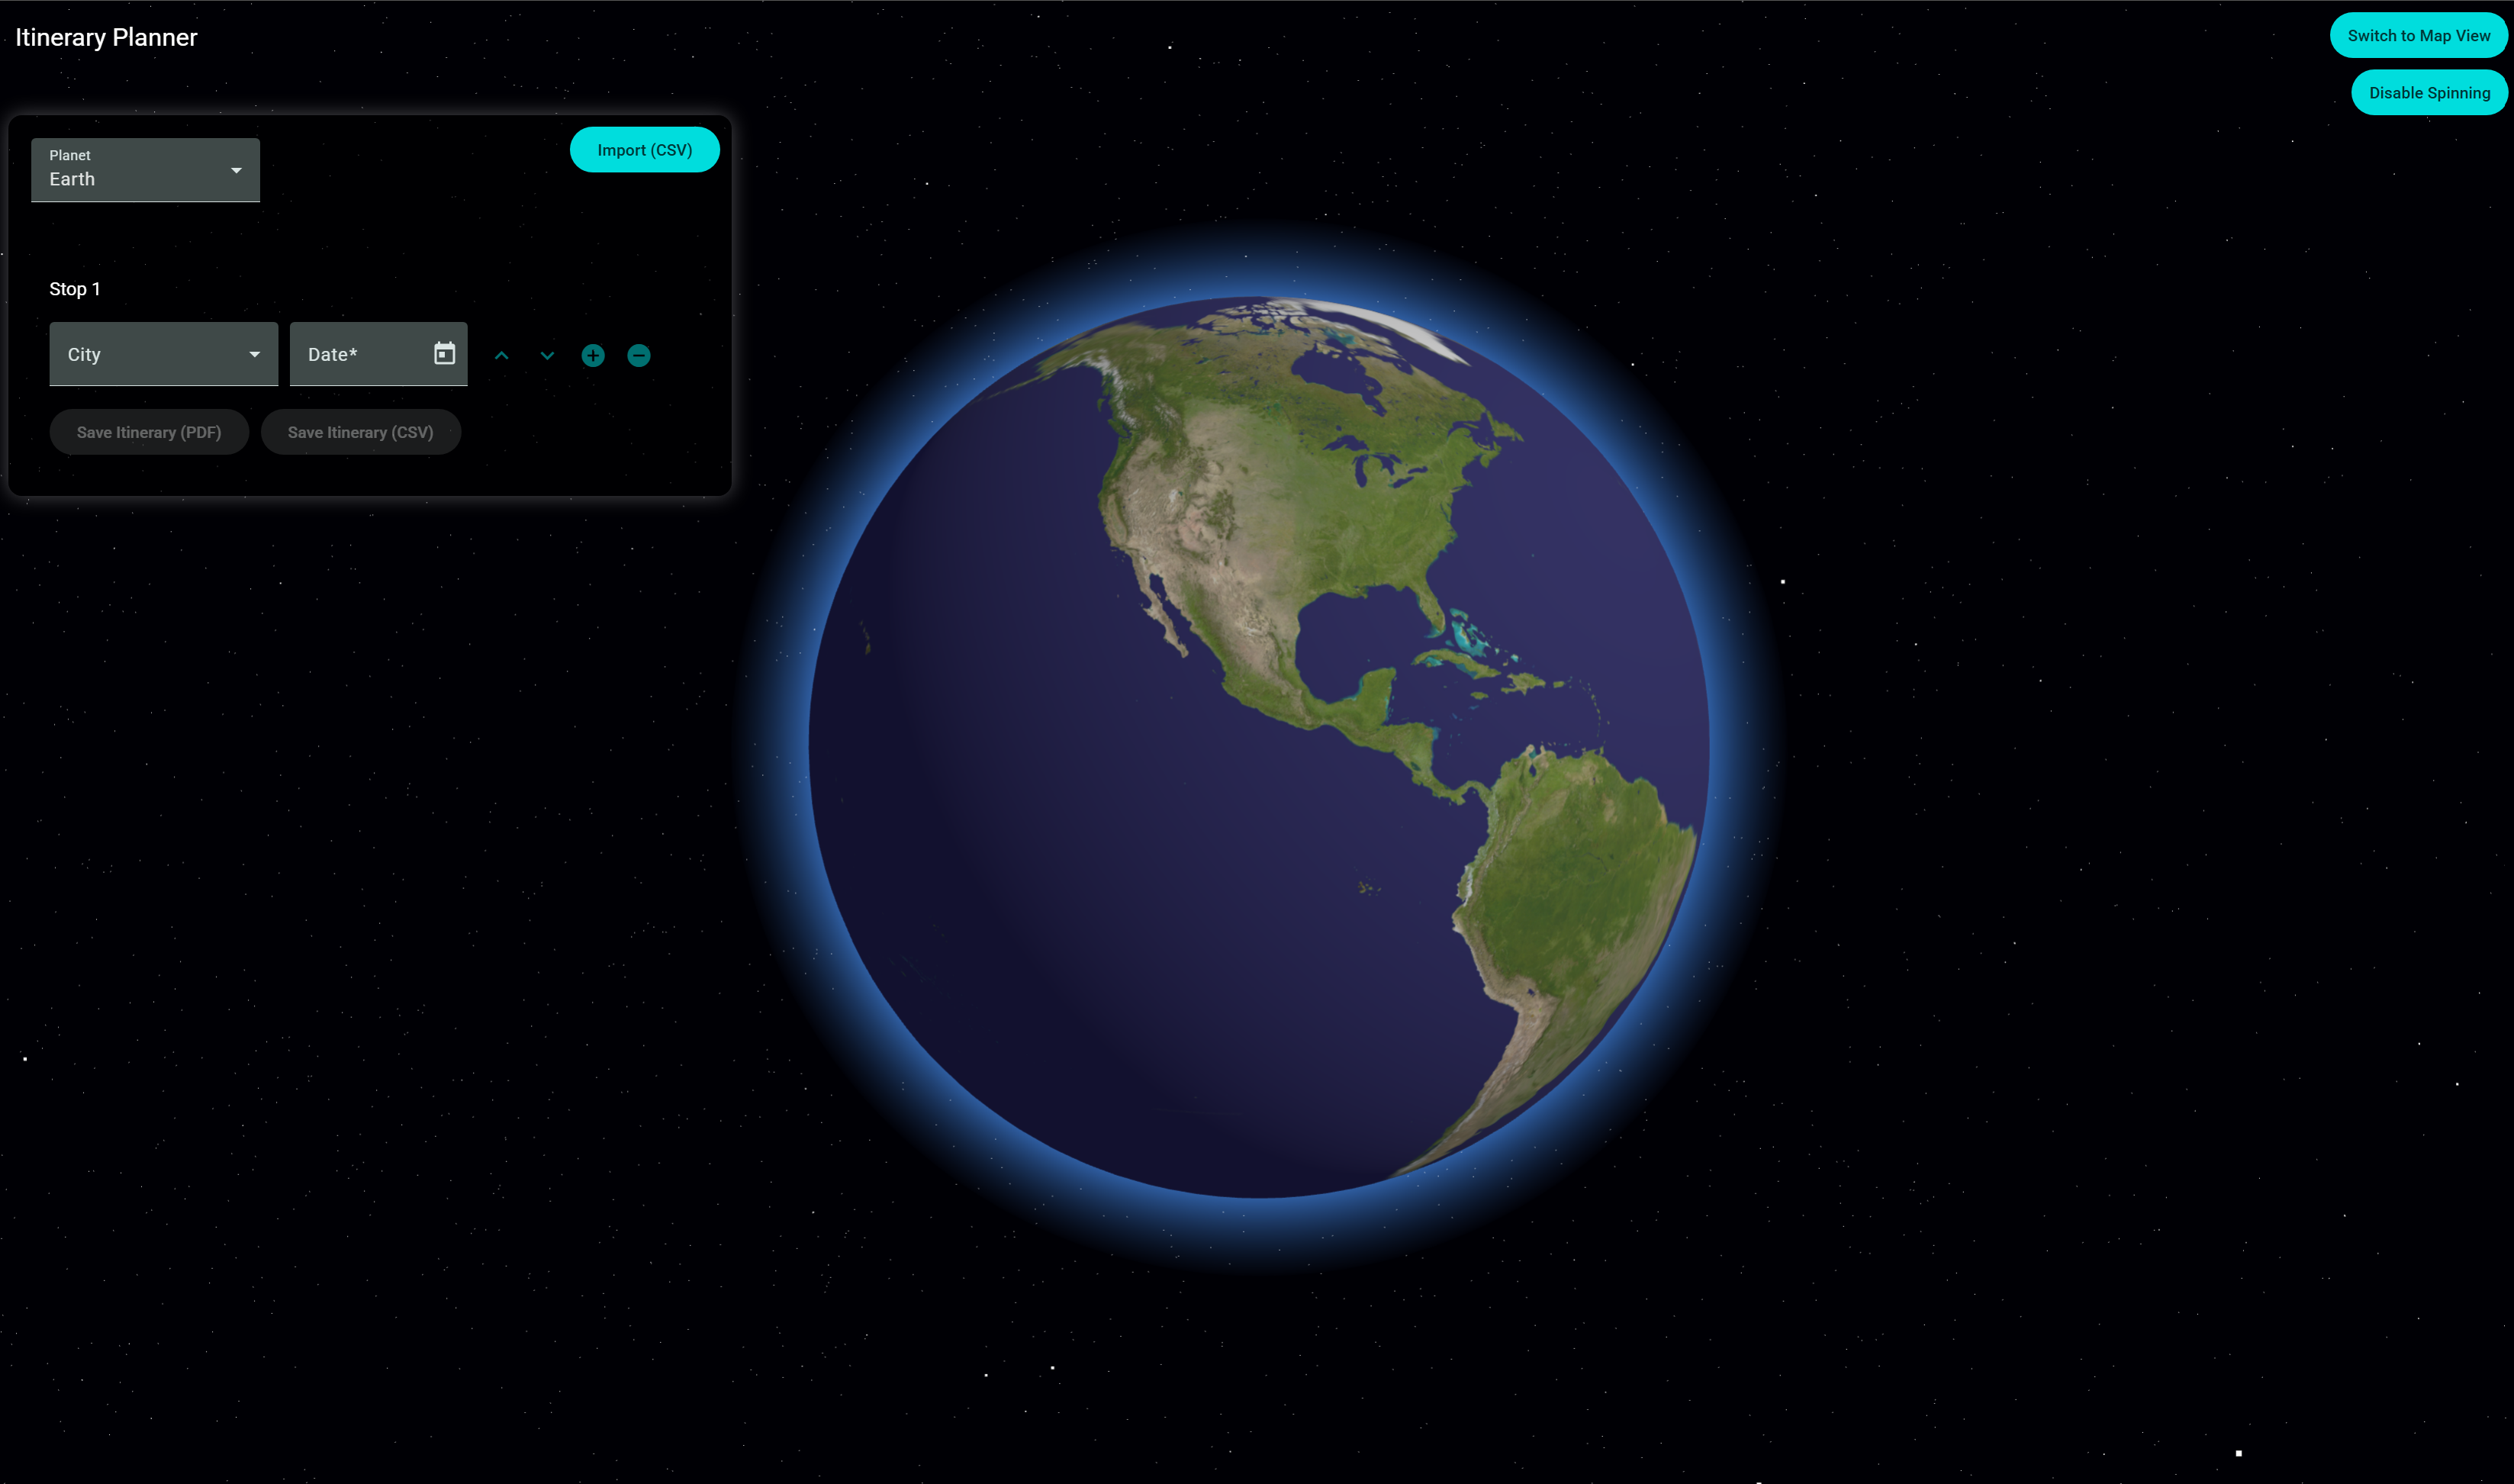 Itinerary Planner
Switch to Map View
Disable Spinning
Import (CSV)
Planet
Earth
Stop 1
City
Date*
Save Itinerary (PDF)
Save Itinerary (CSV)